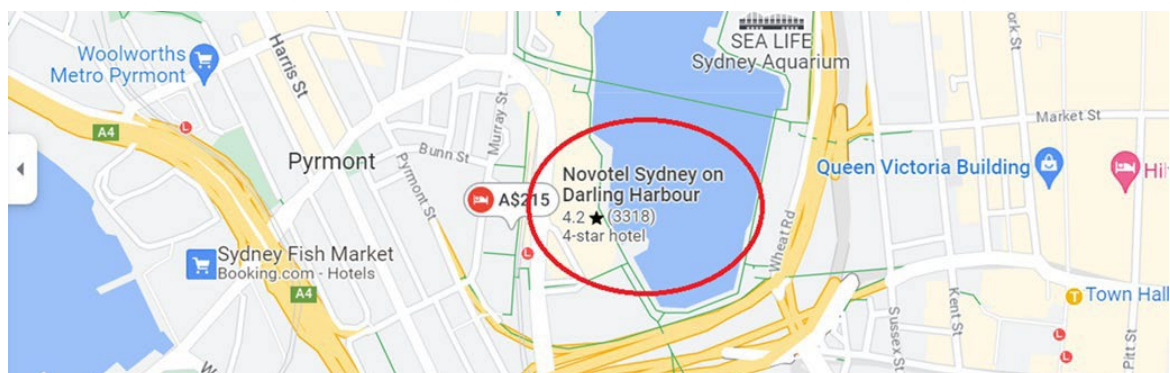 SEA LIFE
Sydney Aquarium
Woolworths
Metro Pyrmont
Harris St
A4
Market St
Murray St
Bunn St
Pyrmont
Pyrmont St
Queen Victoria Building
A$215
Novotel Sydney on
Darling Harbour
4.2 ★ (3318)
4-star hotel
Wheat Rd
Sydney Fish Market
Booking.com - Hotels
A4
Town Hall
Sussex St
Kent St
Pitt St